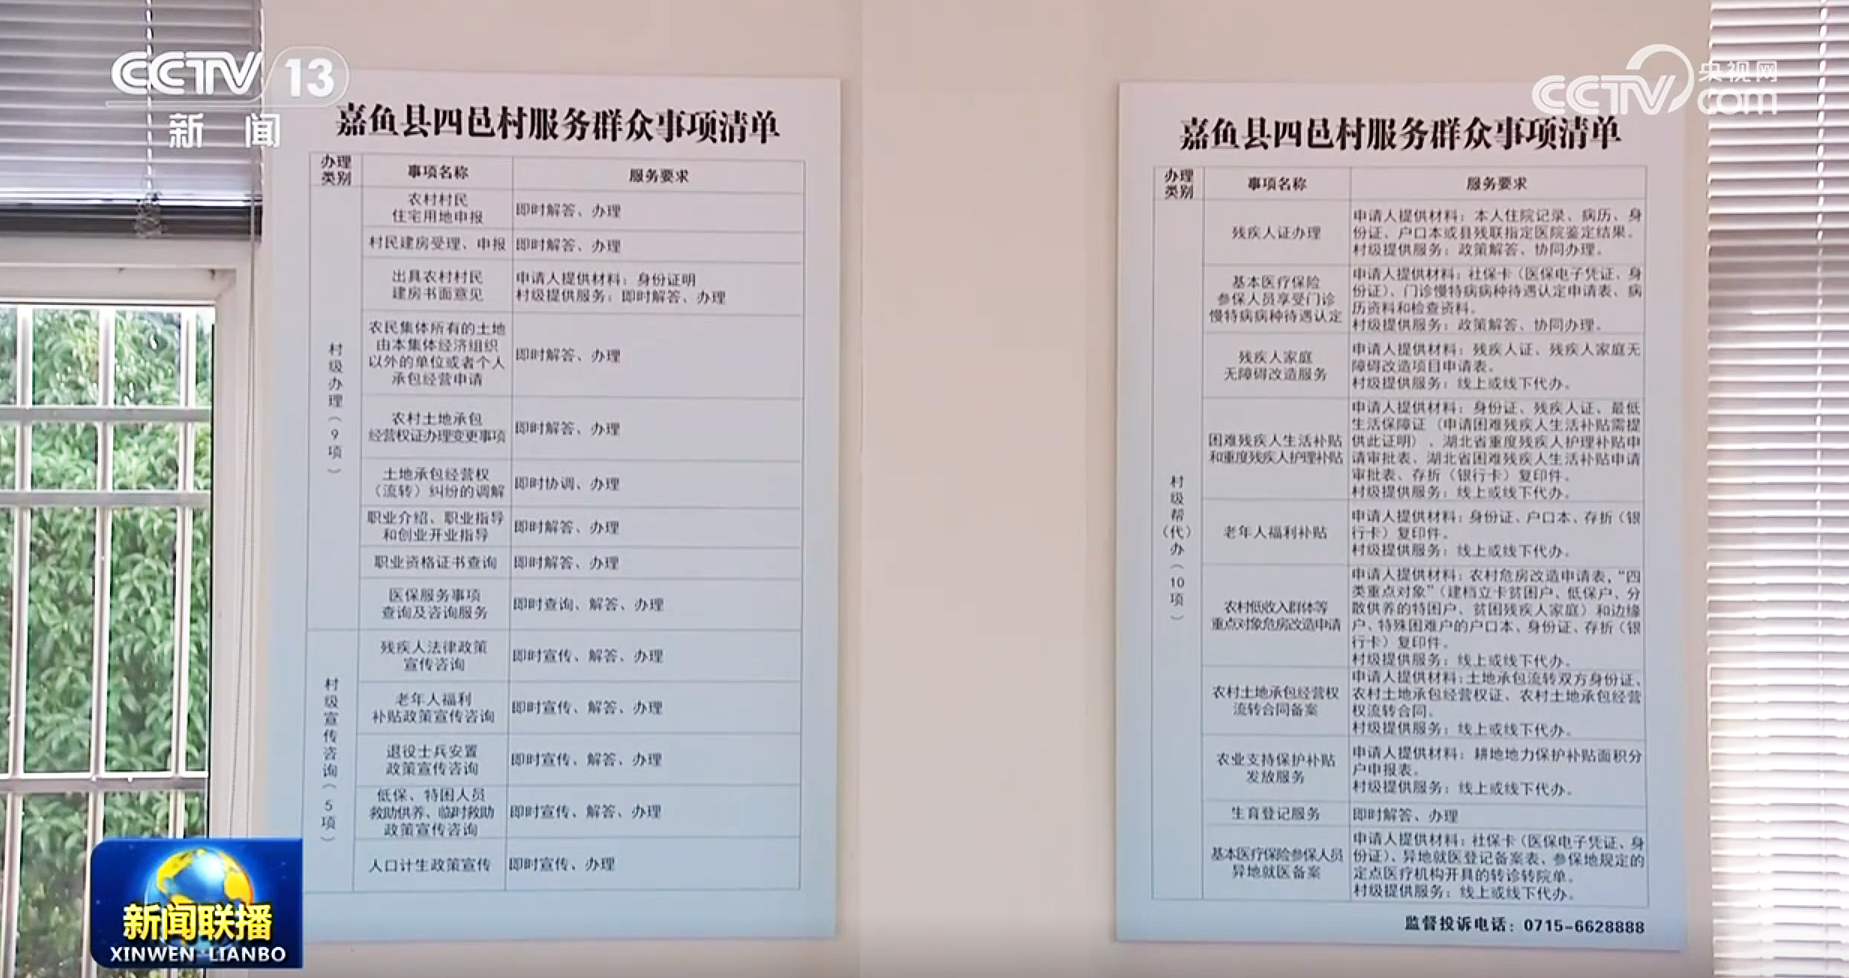 CCTV 13
新闻
央视网
CCTV.com
嘉鱼县四邑村服务群众事项清单
办理
类别
事项名称
服务要求
村级办理（9项）
农村村民
住宅用地申报
即时解答、办理
村民建房受理、申报
即时解答、办理
出具农村村民
建房书面意见
申请人提供材料：身份证明
村级提供服务：即时解答、办理
农民集体所有的土地
由本集体经济组织
以外的单位或者个人
承包经营申请
即时解答、办理
农村土地承包
经营权证办理变更事项
即时解答、办理
土地承包经营权
（流转）纠纷的调解
即时协调、办理
职业介绍、职业指导
和创业开业指导
即时解答、办理
职业资格证书查询
即时解答、办理
医保服务事项
查询及咨询服务
即时查询、解答、办理
村级宣传咨询（5项）
残疾人法律政策
宣传咨询
即时宣传、解答、办理
老年人福利
补贴政策宣传咨询
即时宣传、解答、办理
退役士兵安置
政策宣传咨询
即时宣传、解答、办理
低保、特困人员
救助供养、临时救助
政策宣传咨询
即时宣传、解答、办理
人口计生政策宣传
即时宣传、办理
嘉鱼县四邑村服务群众事项清单
办理
类别
事项名称
服务要求
村级帮（代）办（10项）
残疾人证办理
申请人提供材料：本人住院记录、病历、身
份证、户口本或县残联指定医院鉴定结果。
村级提供服务：政策解答、协同办理。
基本医疗保险
参保人员享受门诊
慢特病病种待遇认定
申请人提供材料：社保卡（医保电子凭证、身
份证）、门诊慢特病病种待遇认定申请表、病
历资料和检查资料。
村级提供服务：政策解答、协同办理。
残疾人家庭
无障碍改造服务
申请人提供材料：残疾人证、残疾人家庭无
障碍改造项目申请表。
村级提供服务：线上或线下代办。
困难残疾人生活补贴
和重度残疾人护理补贴
申请人提供材料：身份证、残疾人证、最低
生活保障证（申请困难残疾人生活补贴需提
供此证明）、湖北省重度残疾人护理补贴申
请审批表、湖北省困难残疾人生活补贴申请
审批表、存折（银行卡）复印件。
村级提供服务：线上或线下代办。
老年人福利补贴
申请人提供材料：身份证、户口本、存折（银
行卡）复印件。
村级提供服务：线上或线下代办。
农村低收入群体等
重点对象危房改造申请
申请人提供材料：农村危房改造申请表，“四
类重点对象”（建档立卡贫困户、低保户、分
散供养的特困户、贫困残疾人家庭）和边缘
户、特殊困难户的户口本、身份证、存折（银
行卡）复印件。
村级提供服务：线上或线下代办。
农村土地承包经营权
流转合同备案
申请人提供材料：土地承包流转双方身份证、
农村土地承包经营权证、农村土地承包经营
权流转合同。
村级提供服务：线上或线下代办。
农业支持保护补贴
发放服务
申请人提供材料：耕地地力保护补贴面积分
户申报表。
村级提供服务：线上或线下代办。
生育登记服务
即时解答、办理
基本医疗保险参保人员
异地就医备案
申请人提供材料：社保卡（医保电子凭证、身
份证）、异地就医登记备案表、参保地规定的
定点医疗机构开具的转诊转院单。
村级提供服务：线上或线下代办。
监督投诉电话：0715-6628888
新闻联播
XINWEN LIANBO